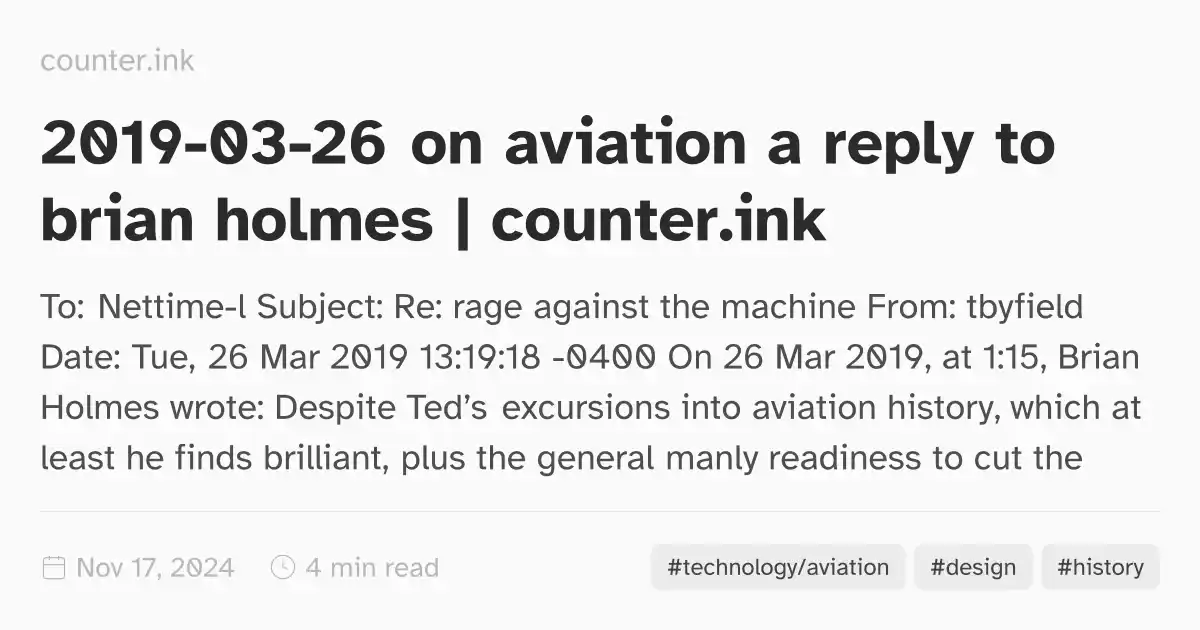 counter.ink
2019-03-26 on aviation a reply to
brian holmes | counter.ink
To: Nettime-l Subject: Re: rage against the machine From: tbyfield
Date: Tue, 26 Mar 2019 13:19:18 -0400 On 26 Mar 2019, at 1:15, Brian
Holmes wrote: Despite Ted’s excursions into aviation history, which at
least he finds brilliant, plus the general manly readiness to cut the
Nov 17, 2024 4 min read #technology/aviation #design #history